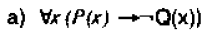 a) ∀x (P(x) →¬Q(x))